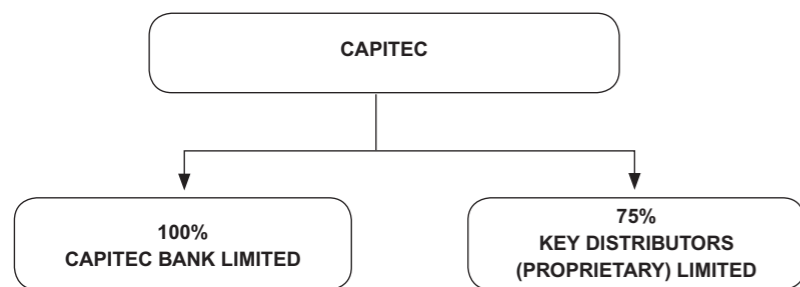 CAPITEC
100%
CAPITEC BANK LIMITED
75%
KEY DISTRIBUTORS
(PROPRIETARY) LIMITED